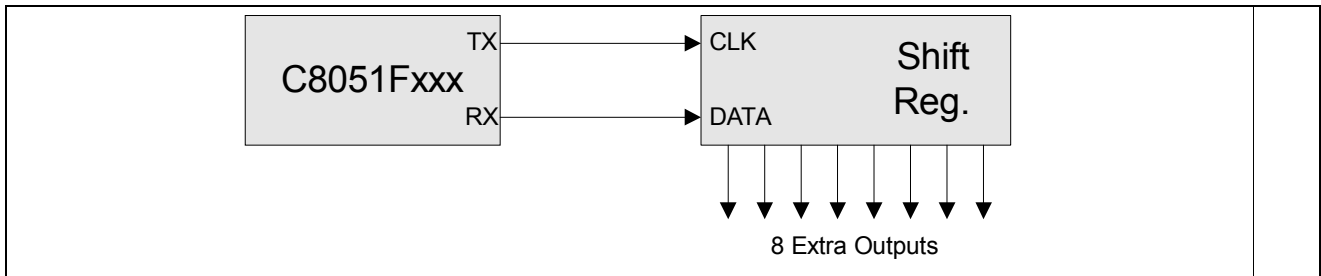 C8051Fxxx
TX
RX
CLK
DATA
Shift
Reg.
8 Extra Outputs